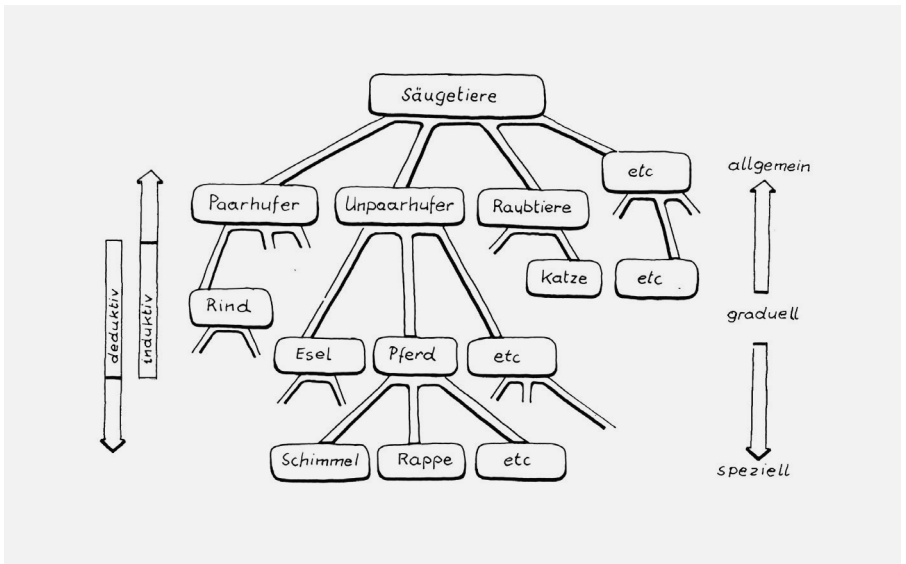 Säugetiere
etc
allgemein
Paarhufer
Unpaarhufer
Raubtiere
Katze
etc
Rind
graduell
deduktiv
induktiv
Esel
Pferd
etc
Schimmel
Rappe
etc
speziell